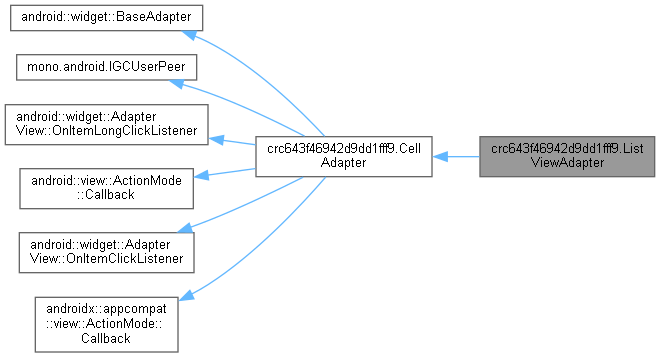 android::widget::BaseAdapter
mono.android.IGCUserPeer
android::widget::Adapter
View::OnItemLongClickListener
android::view::ActionMode
::Callback
android::widget::Adapter
View::OnItemClickListener
androidx::appcompat
::view::ActionMode::
Callback
crc643f46942d9dd1fff9.Cell
Adapter
crc643f46942d9dd1fff9.List
ViewAdapter